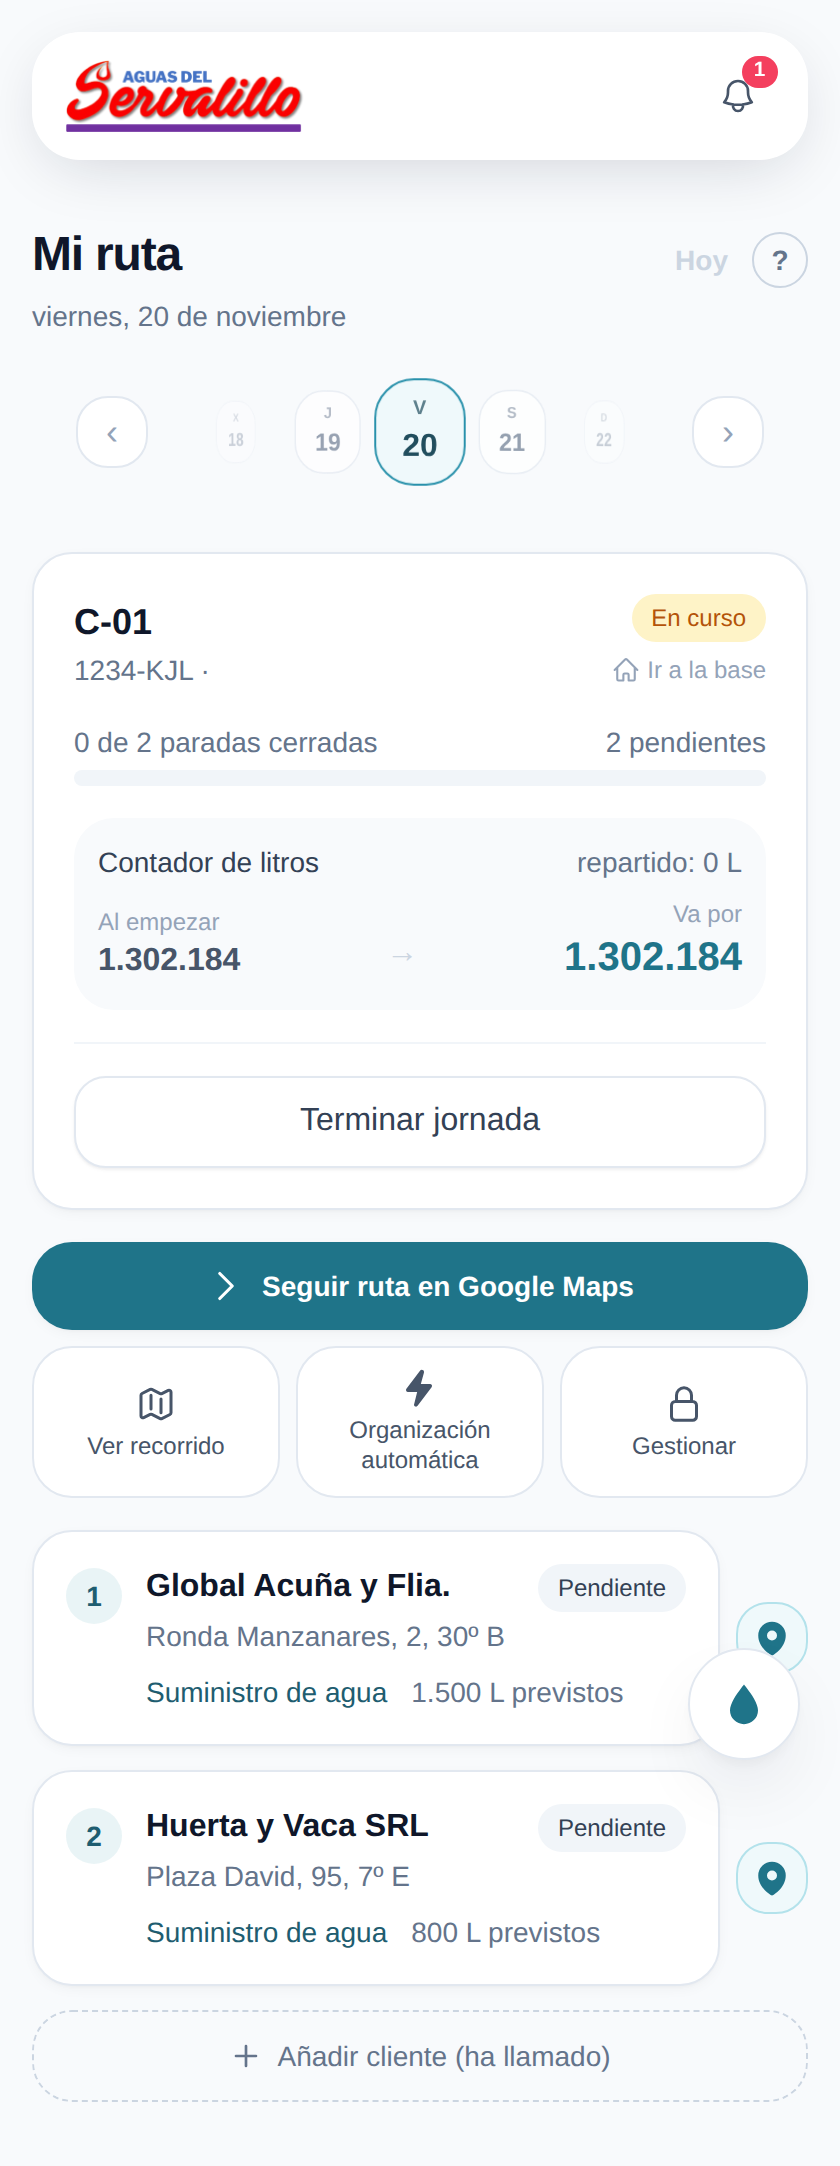 AGUAS DEL
Servalillo
1
Mi ruta
Hoy
?
viernes, 20 de noviembre
‹
X
18
J
19
V
20
S
21
D
22
›
C-01
En curso
1234-KJL ·
Ir a la base
0 de 2 paradas cerradas
2 pendientes
Contador de litros
repartido: 0 L
Al empezar
Va por
1.302.184
→
1.302.184
Terminar jornada
Seguir ruta en Google Maps
Ver recorrido
Organización
automática
Gestionar
1
Global Acuña y Flia.
Pendiente
Ronda Manzanares, 2, 30º B
Suministro de agua 1.500 L previstos
2
Huerta y Vaca SRL
Pendiente
Plaza David, 95, 7º E
Suministro de agua 800 L previstos
Añadir cliente (ha llamado)